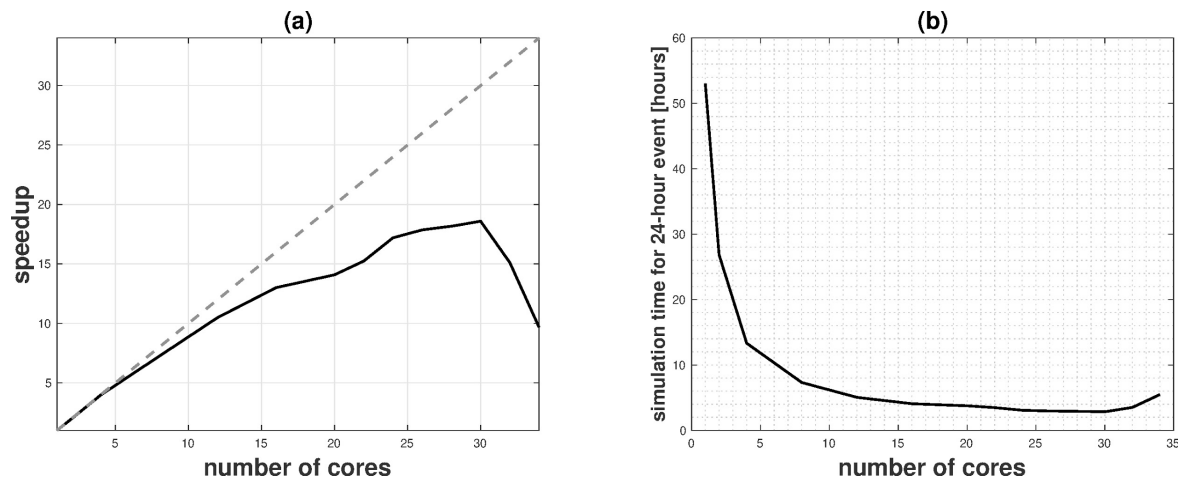 (a)
speedup
30
25
20
15
10
5
5 10 15 20 25 30
number of cores
(b)
simulation time for 24-hour event [hours]
60
50
40
30
20
10
0
0 5 10 15 20 25 30 35
number of cores